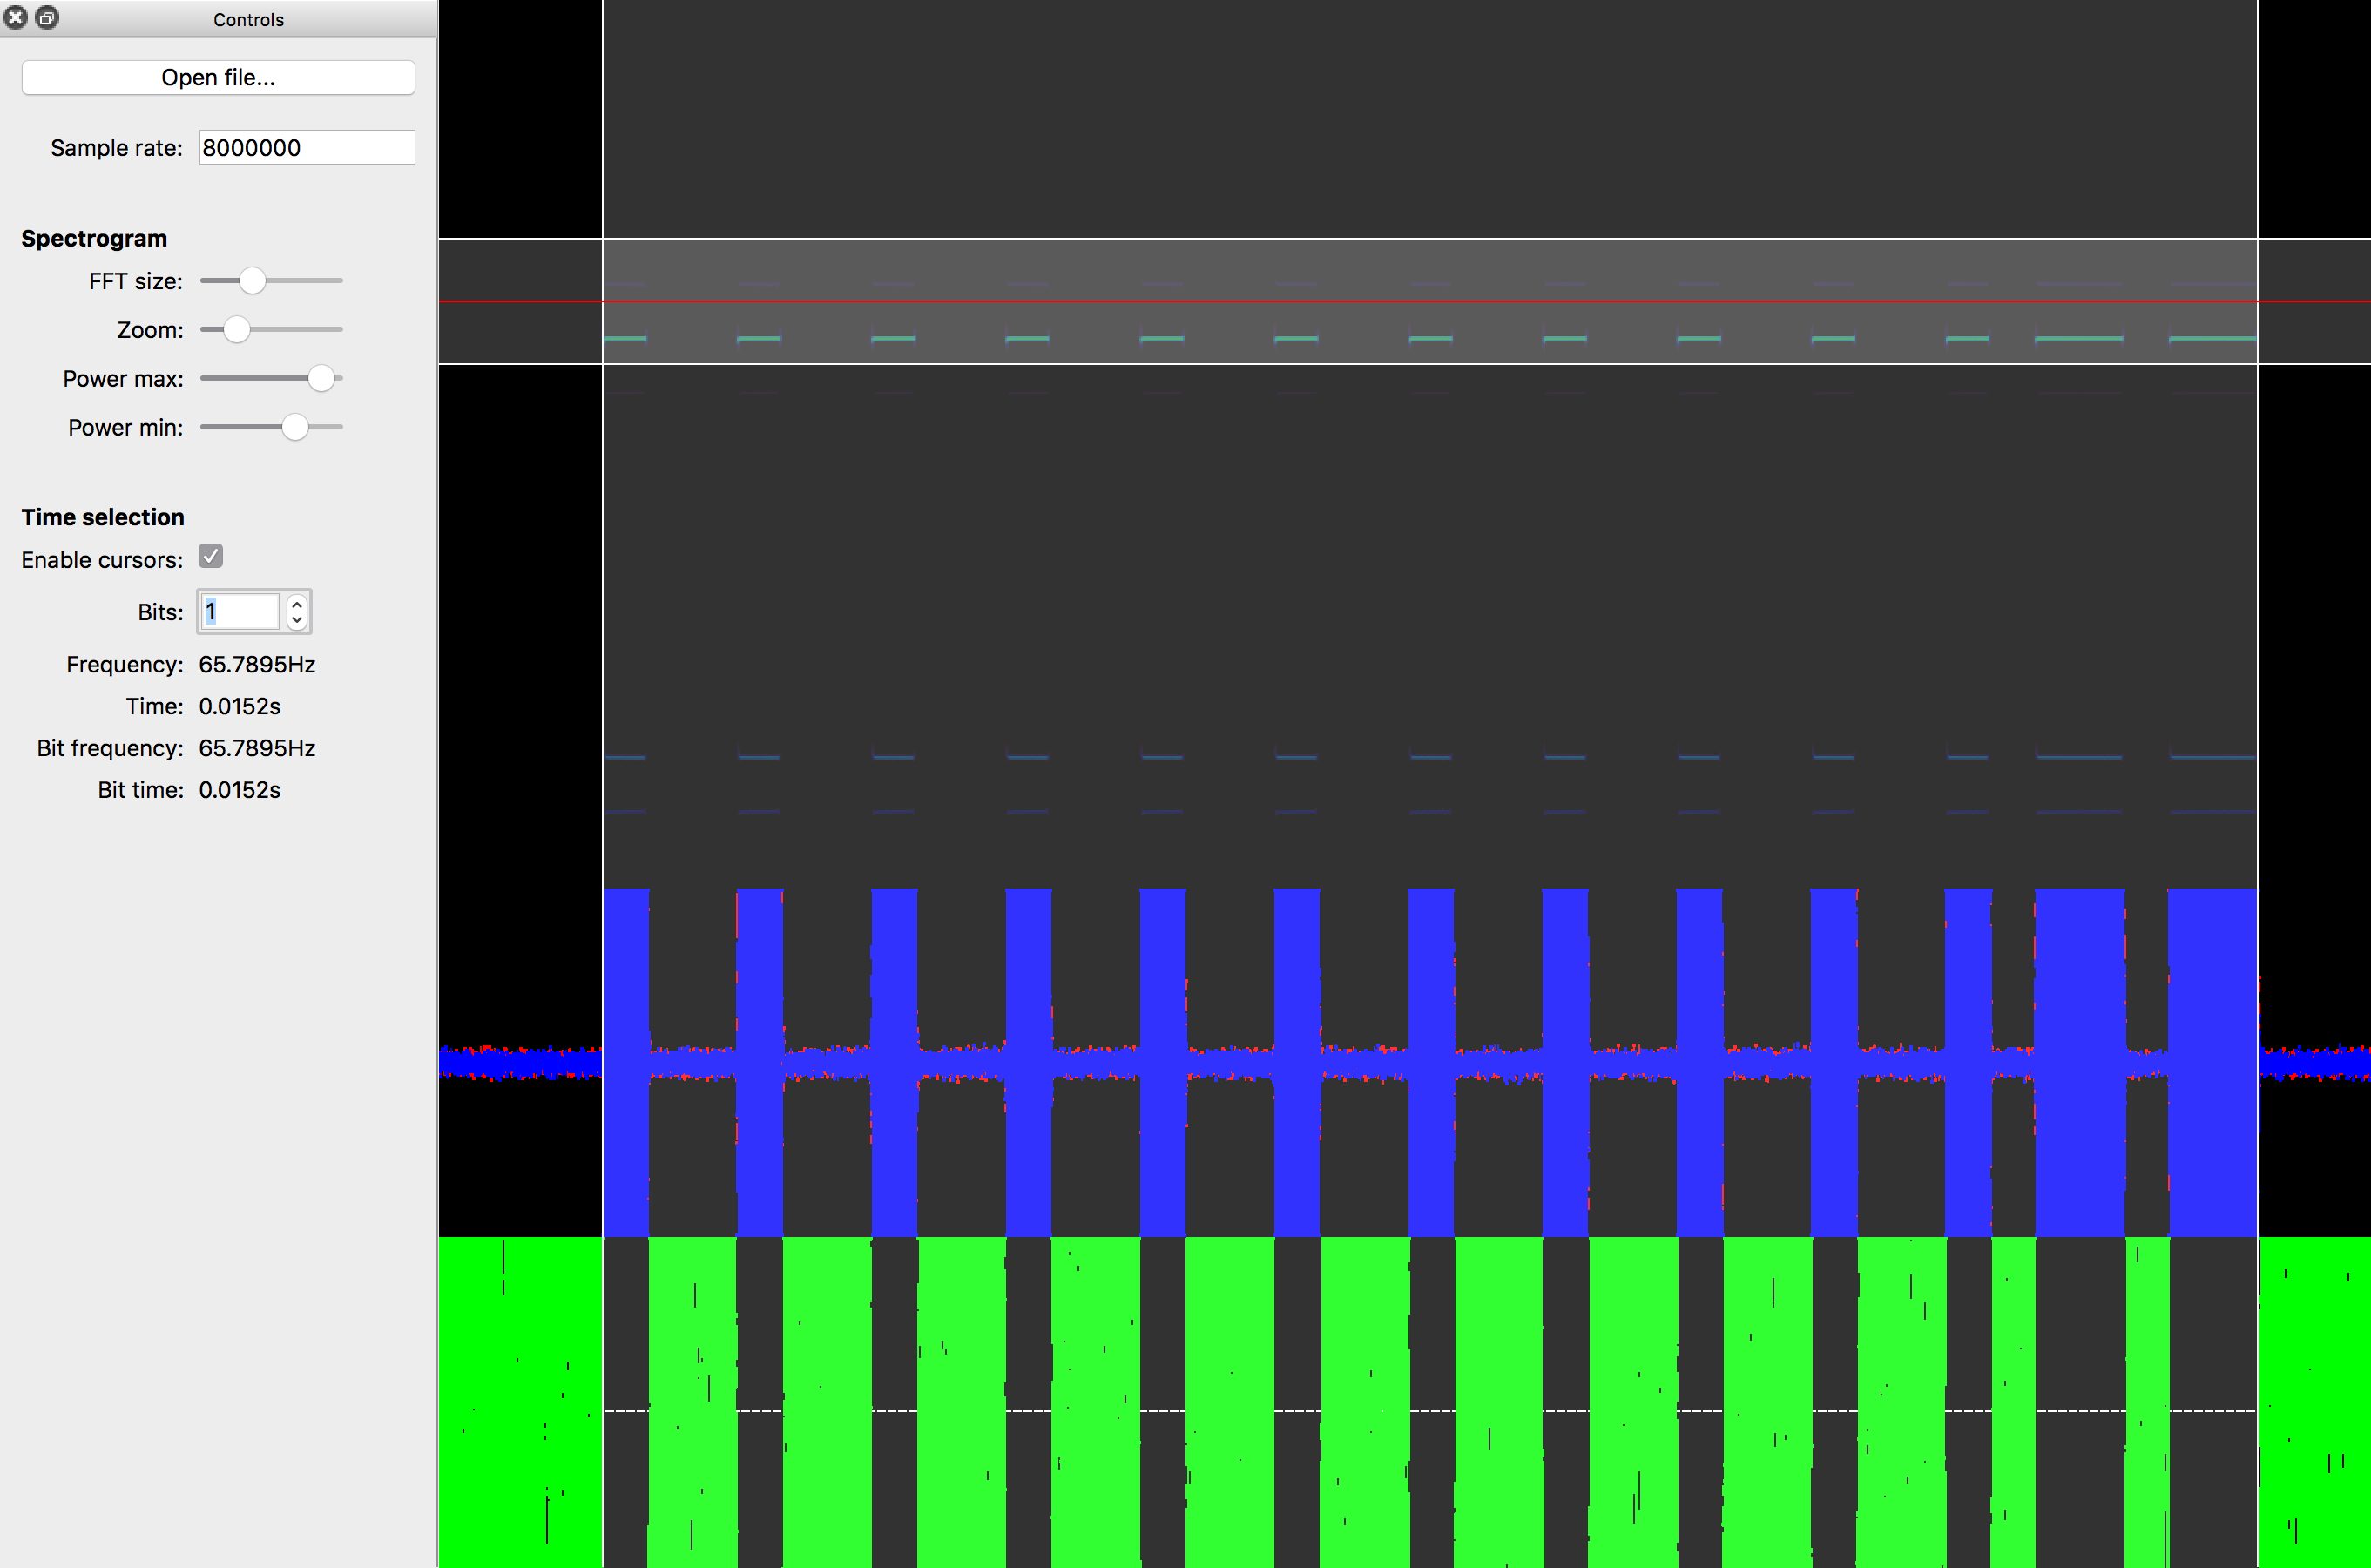 Controls
Open file...
Sample rate: 8000000
Spectrogram
FFT size:
Zoom:
Power max:
Power min:
Time selection
Enable cursors:
Bits: 1
Frequency: 65.7895Hz
Time: 0.0152s
Bit frequency: 65.7895Hz
Bit time: 0.0152s